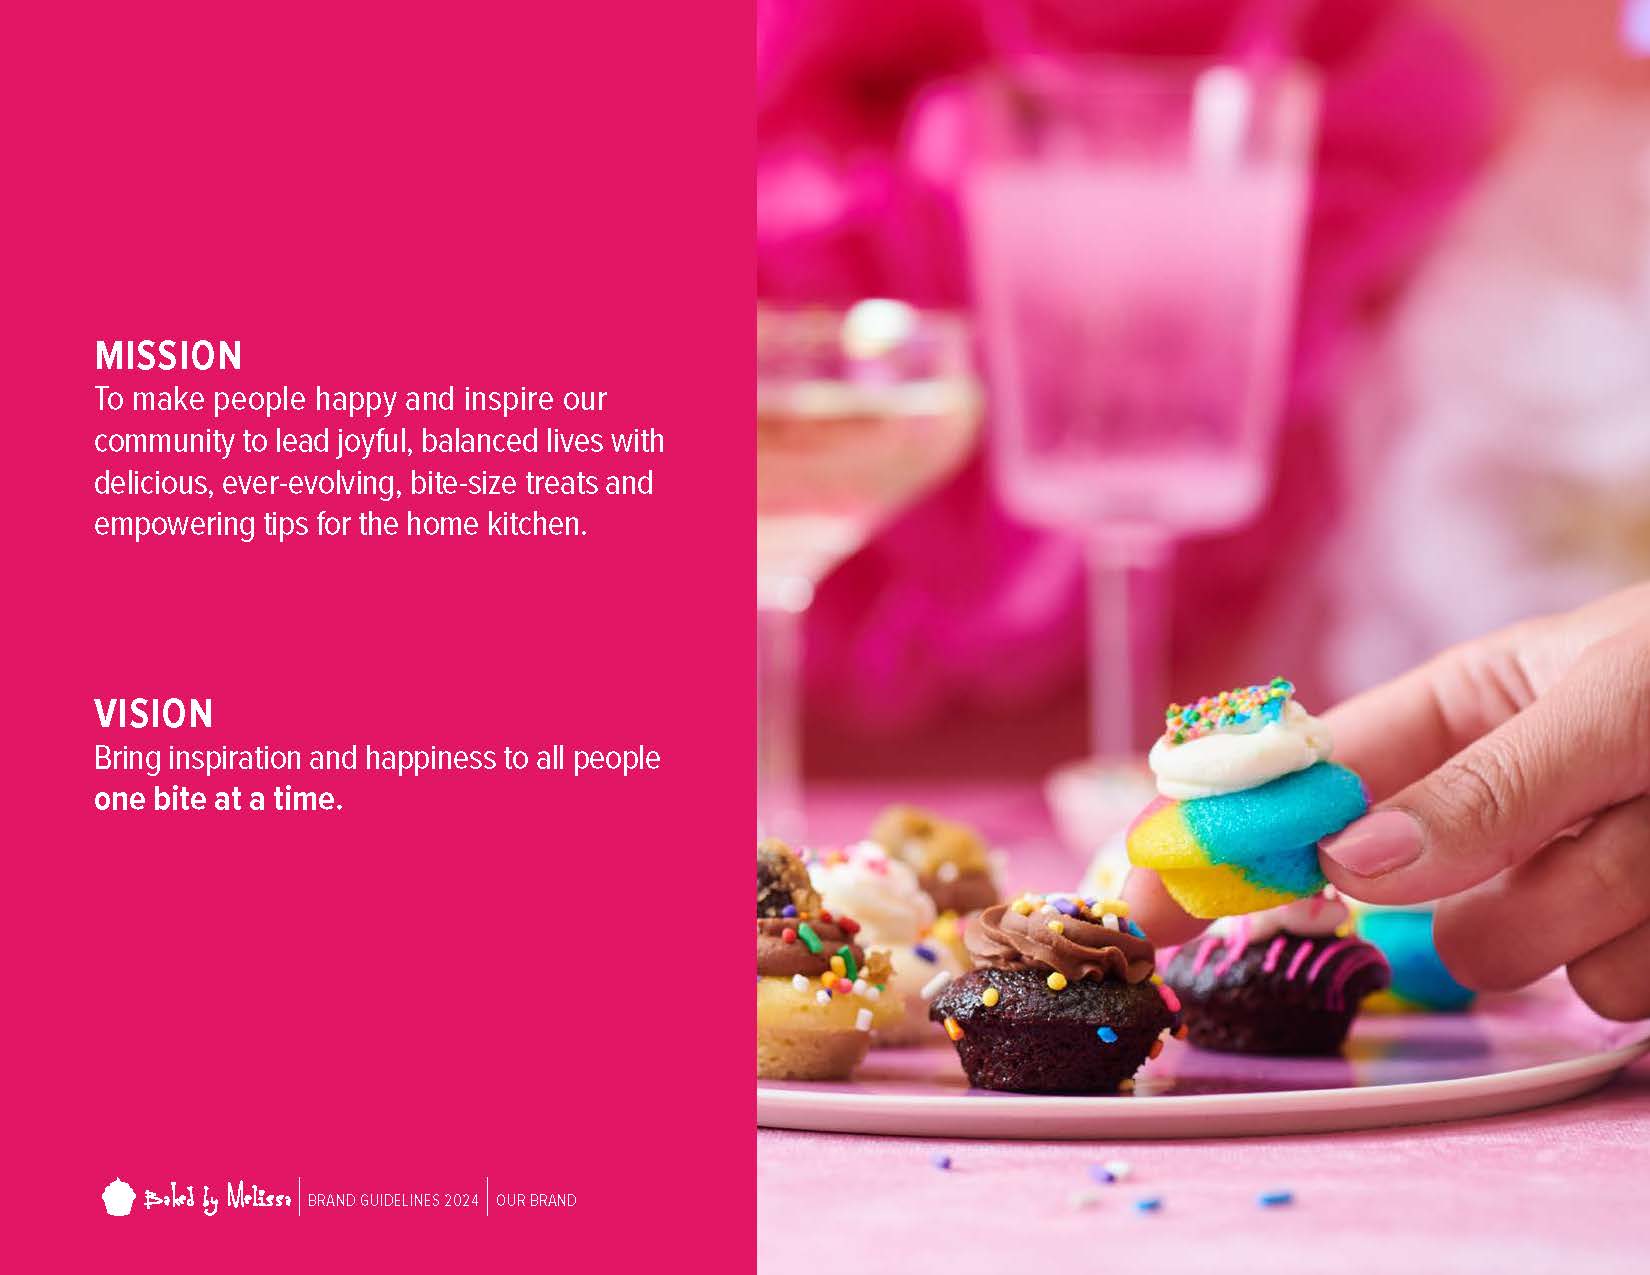 MISSION
To make people happy and inspire our
community to lead joyful, balanced lives with
delicious, ever-evolving, bite-size treats and
empowering tips for the home kitchen.
VISION
Bring inspiration and happiness to all people
one bite at a time.
Baked by Melissa | BRAND GUIDELINES 2024 | OUR BRAND